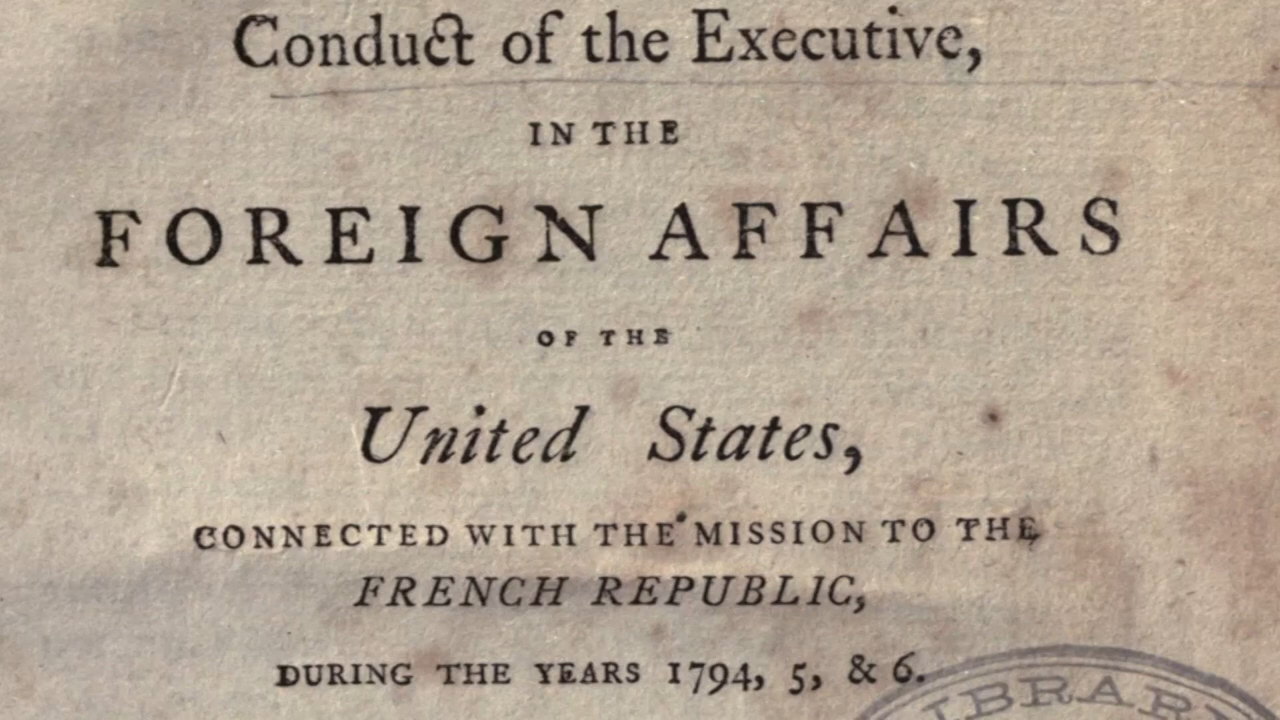 Conduct of the Executive,
IN THE
FOREIGN AFFAIRS
OF THE
United States,
CONNECTED WITH THE MISSION TO THE
FRENCH REPUBLIC,
DURING THE YEARS 1794, 5, & 6.
LIBRARY